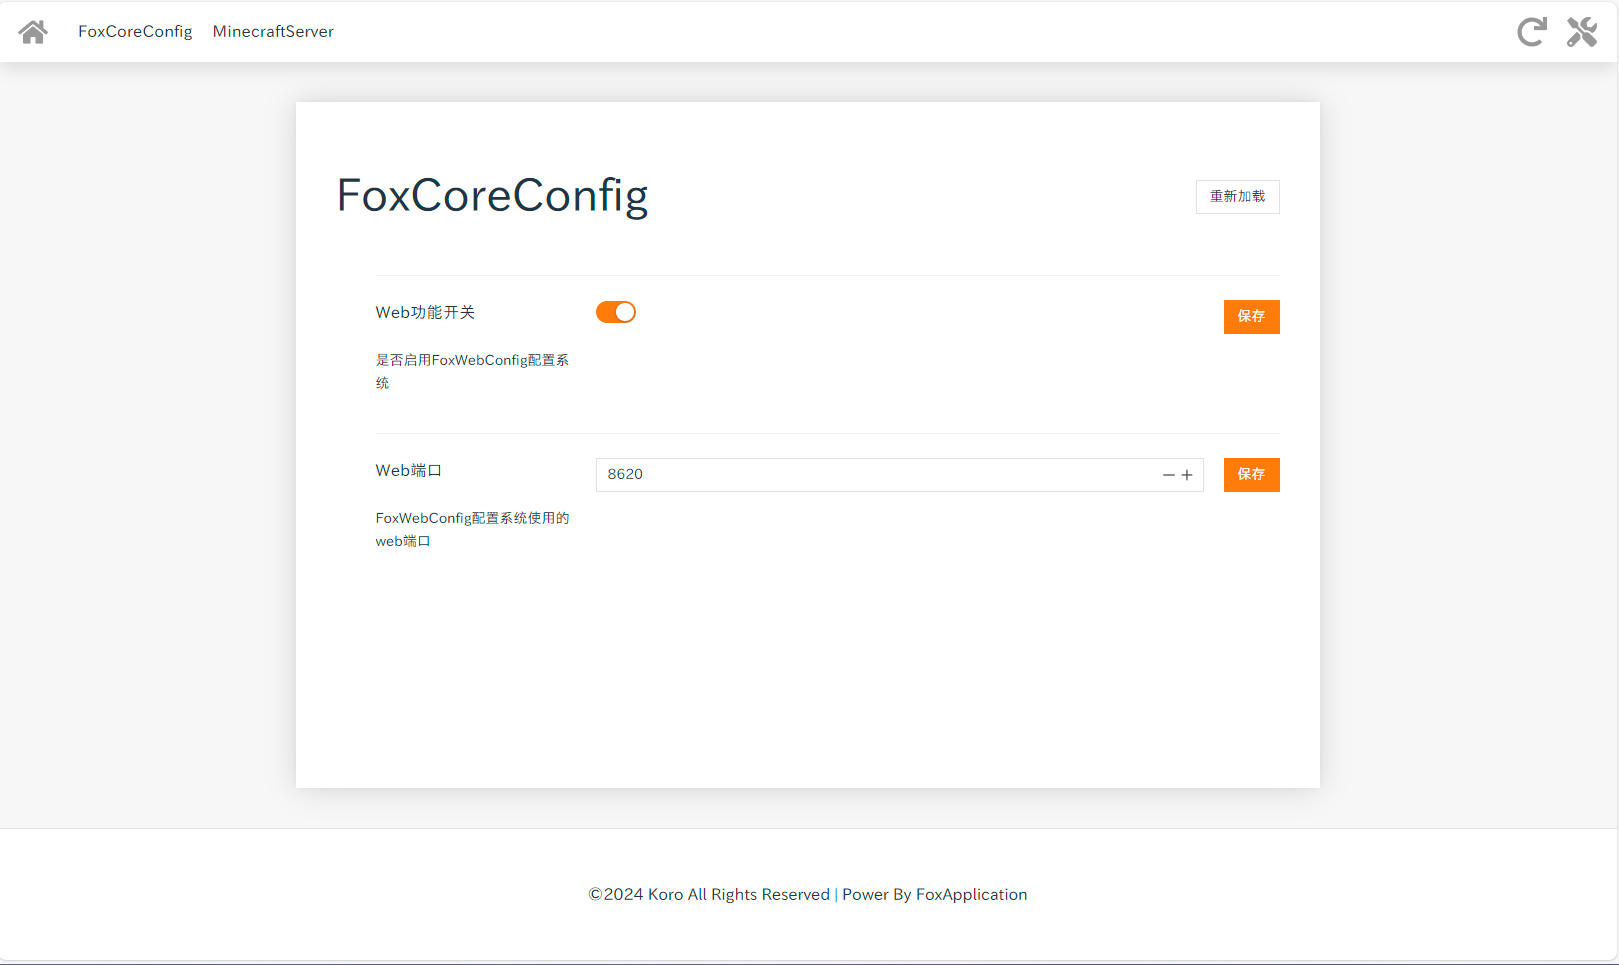 FoxCoreConfig MinecraftServer
FoxCoreConfig
重新加载
Web功能开关
保存
是否启用FoxWebConfig配置系
统
Web端口
8620
保存
FoxWebConfig配置系统使用的
web端口
©2024 Koro All Rights Reserved | Power By FoxApplication